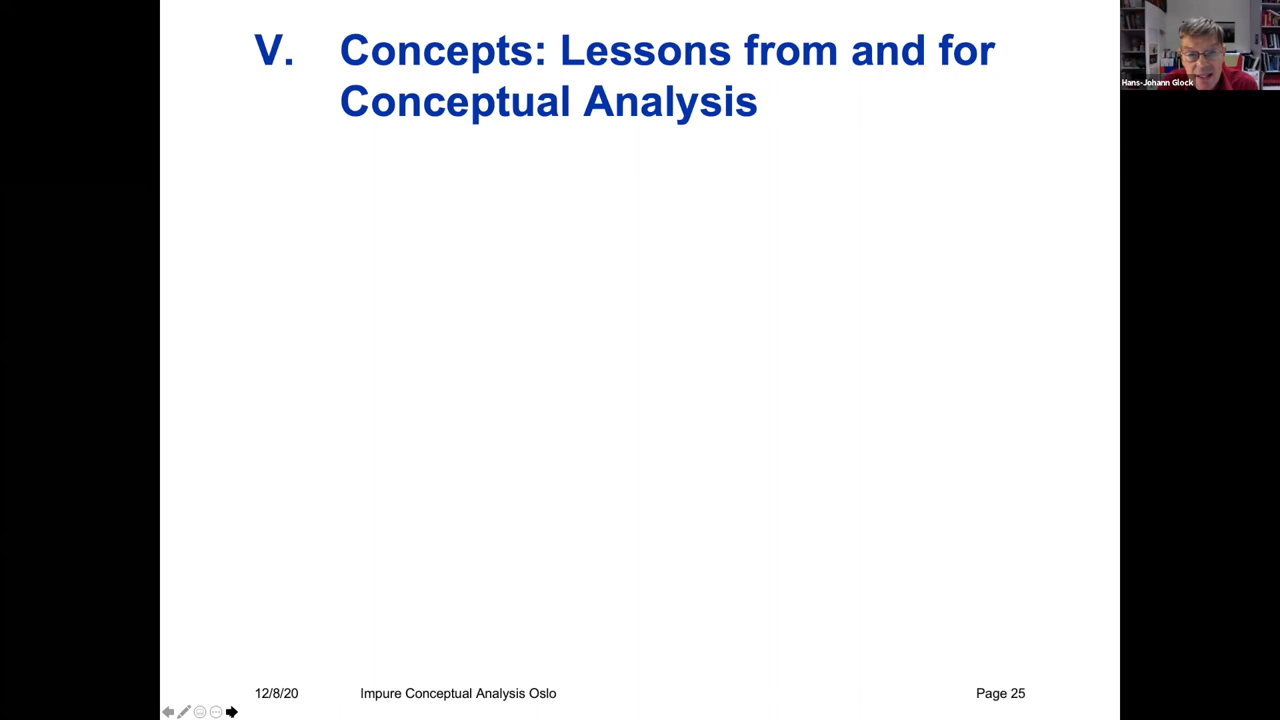 V. Concepts: Lessons from and for
Conceptual Analysis
Hans-Johann Glock
12/8/20 Impure Conceptual Analysis Oslo Page 25